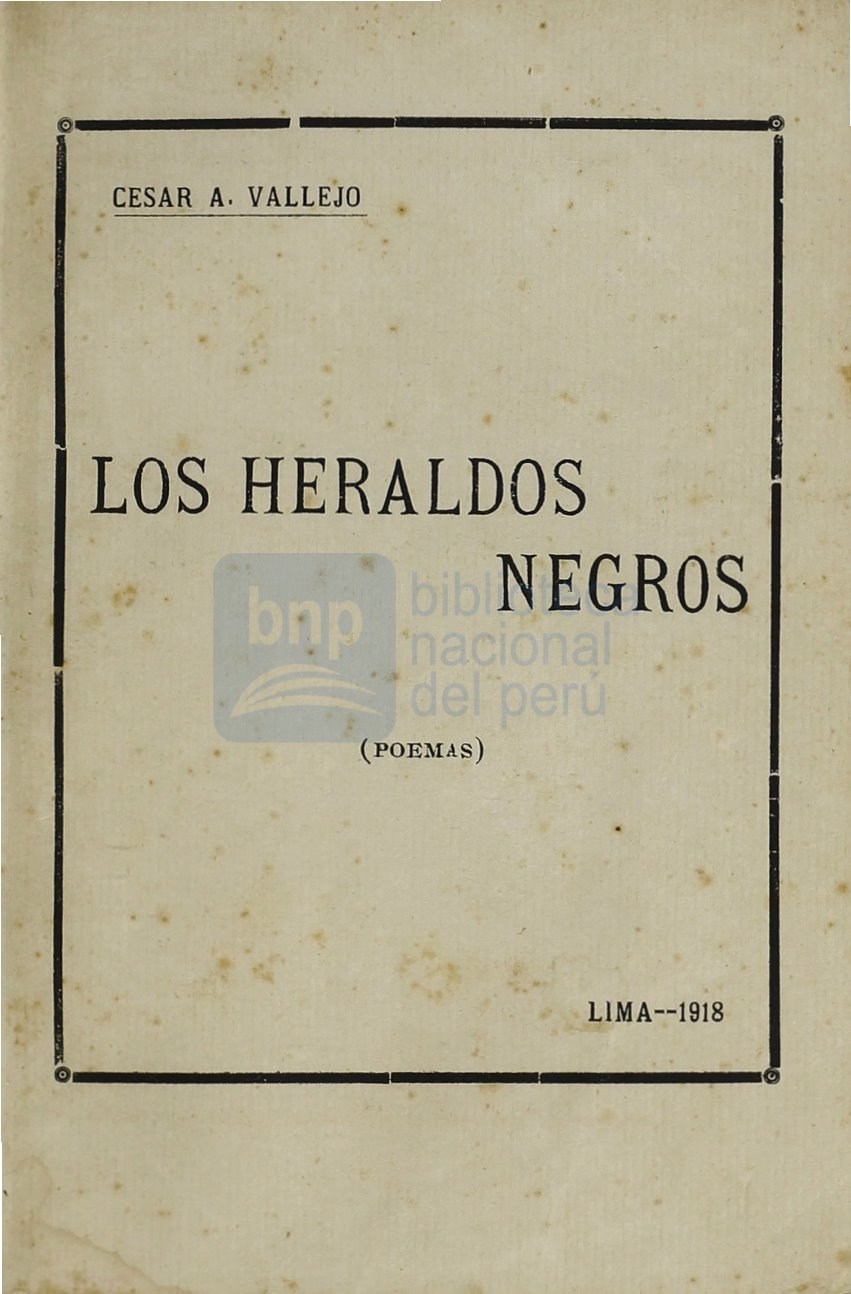 CESAR A. VALLEJO
LOS HERALDOS
NEGROS
bnp biblioteca
nacional
del perú
(POEMAS)
LIMA--1918